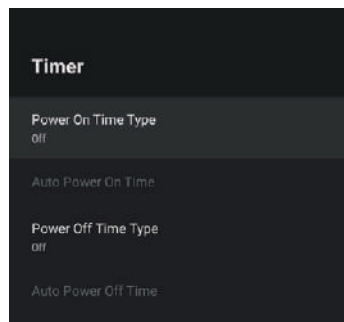 Timer
Power On Time Type
Off
Auto Power On Time
Power Off Time Type
Off
Auto Power Off Time